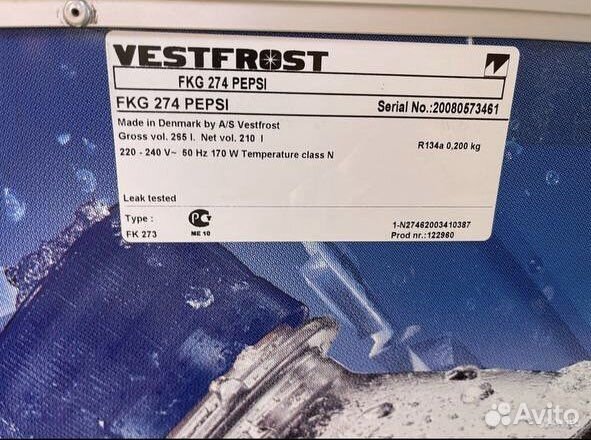 VESTFROST
FKG 274 PEPSI
FKG 274 PEPSI Serial No.:20080573461
Made in Denmark by A/S Vestfrost
Gross vol. 265 l. Net vol. 210 l
R134a 0,200 kg
220 - 240 V~ 50 Hz 170 W Temperature class N
Leak tested
Type : 1-N27462003410387
FK 273 ME 10 Prod nr.:122960
Avito